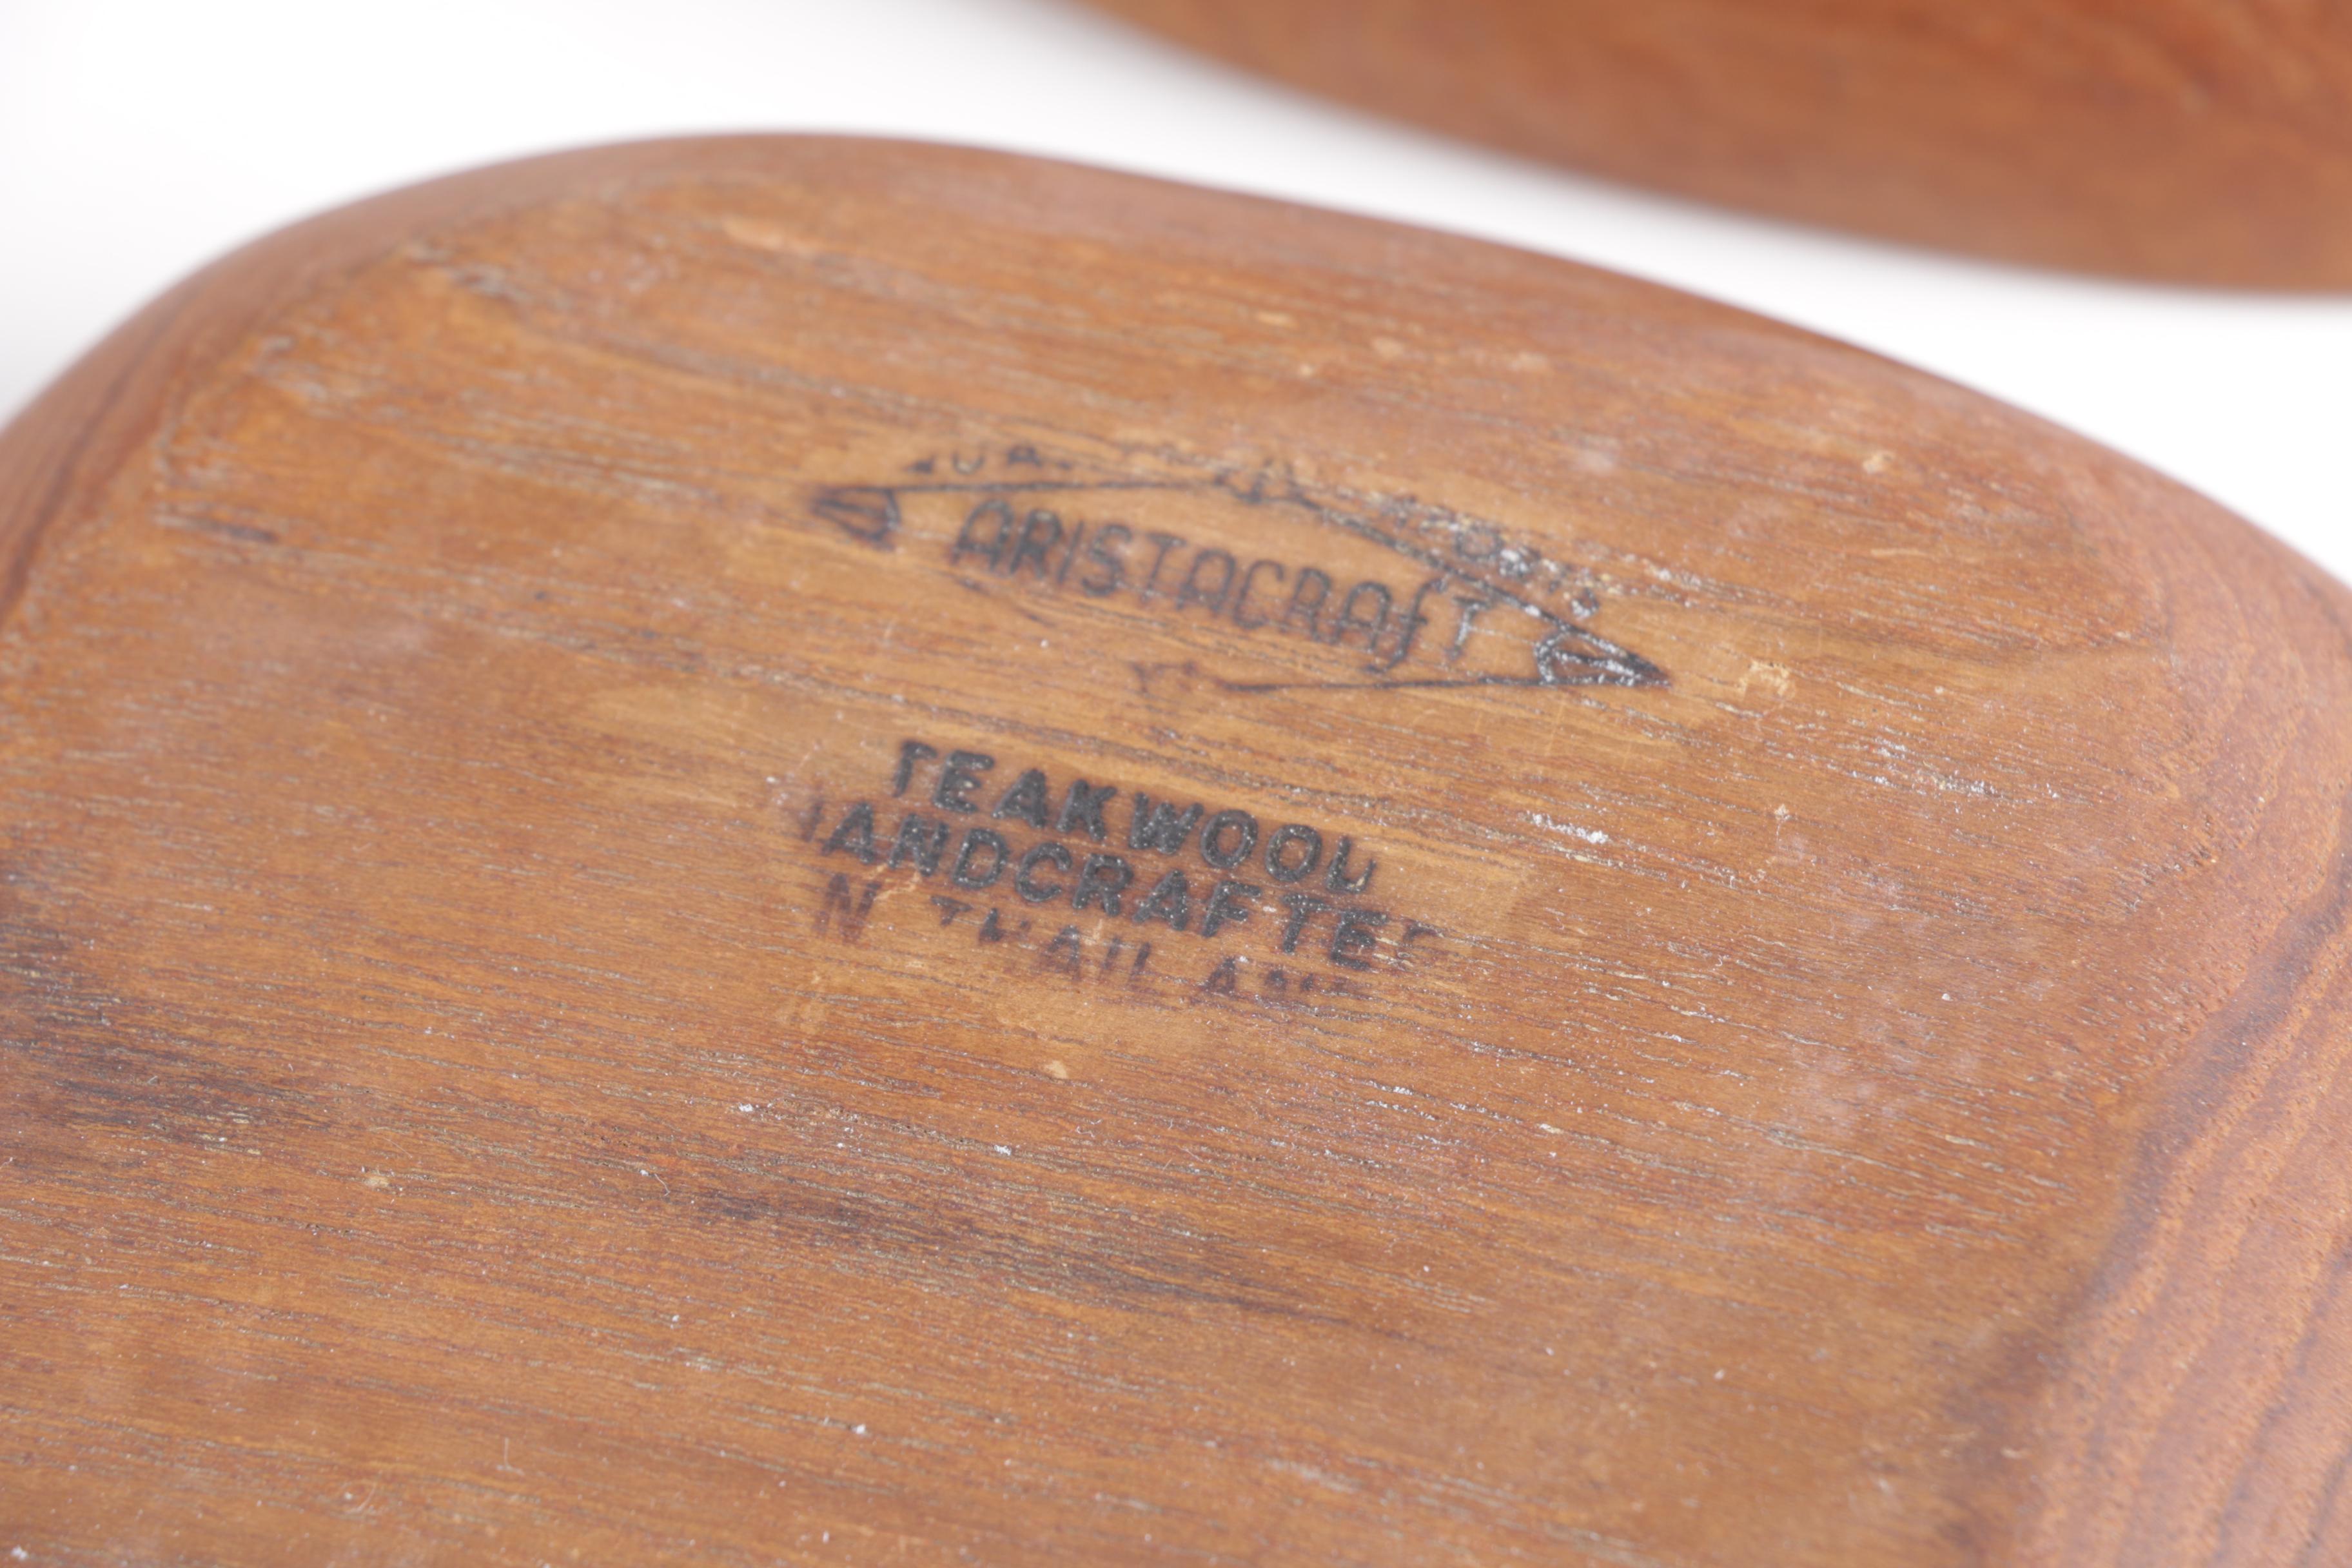 ARISTACRAfT
TEAKWOOD
HANDCRAFTED
IN THAILAND